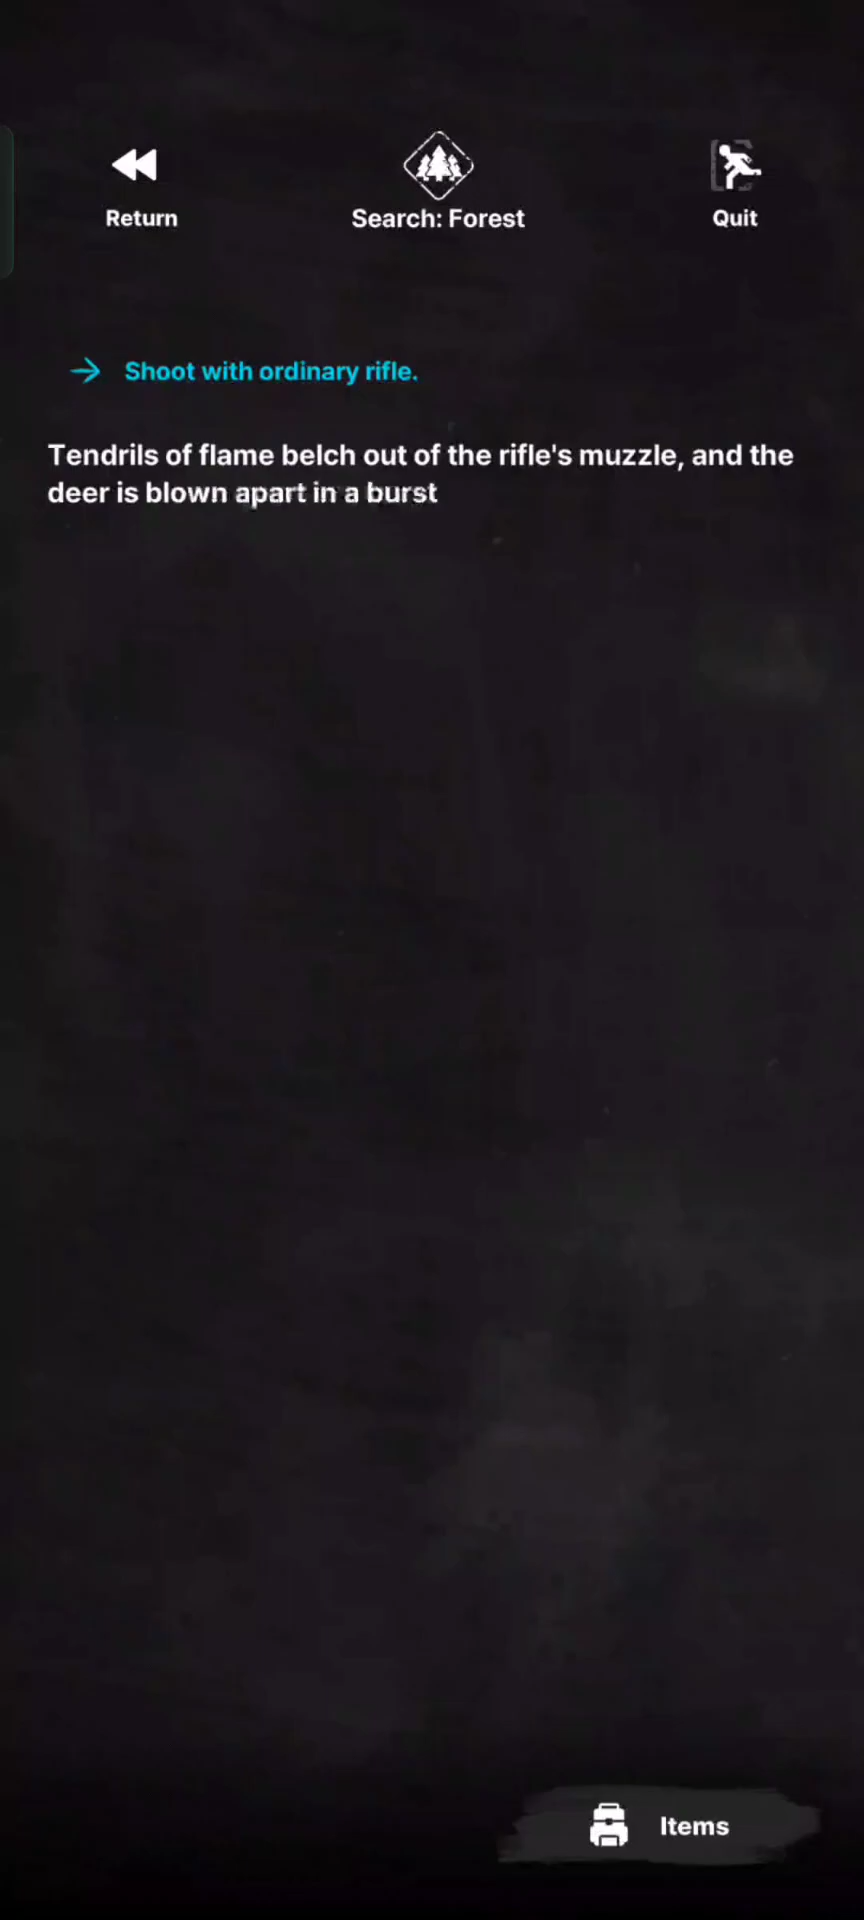 Return
Search: Forest
Quit
Shoot with ordinary rifle.
Tendrils of flame belch out of the rifle's muzzle, and the
deer is blown apart in a burst
Items